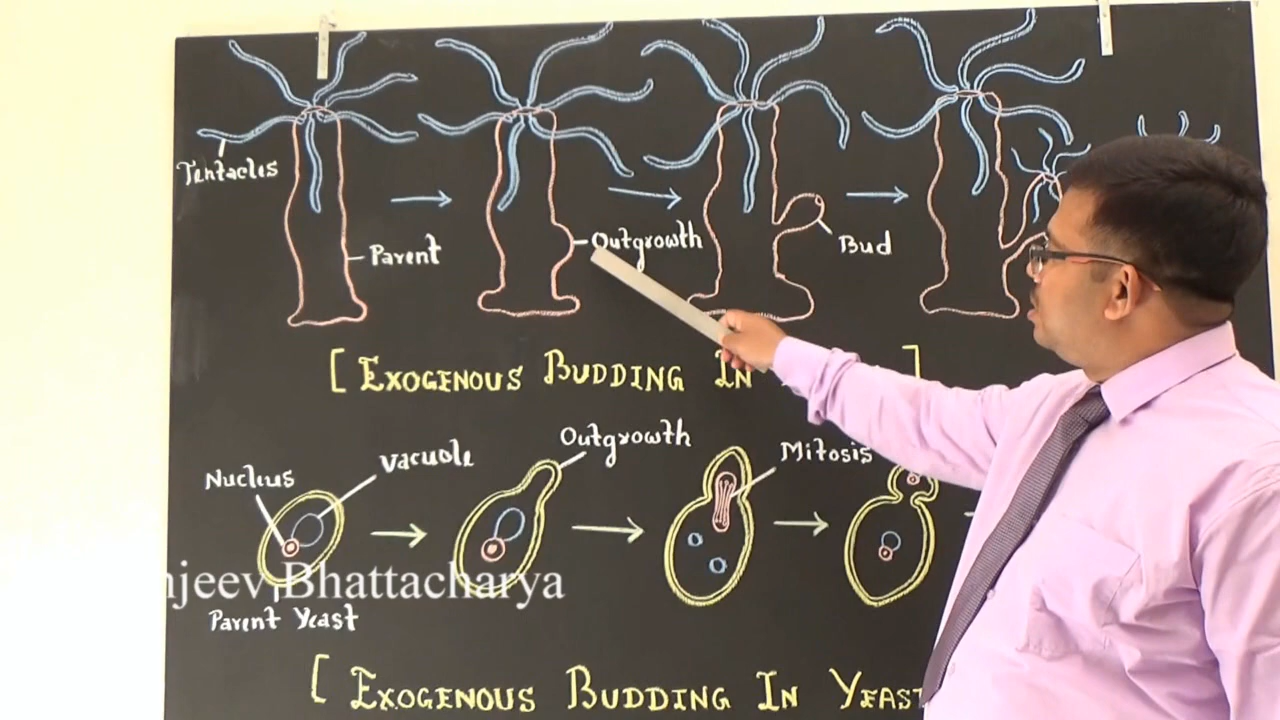 Tentacles
Parent
Outgrowth
Bud
[ EXOGENOUS BUDDING IN ]
Outgrowth
Mitosis
Vacuole
Nucleus
njeev Bhattacharya
Parent Yeast
[ EXOGENOUS BUDDING IN YEAST